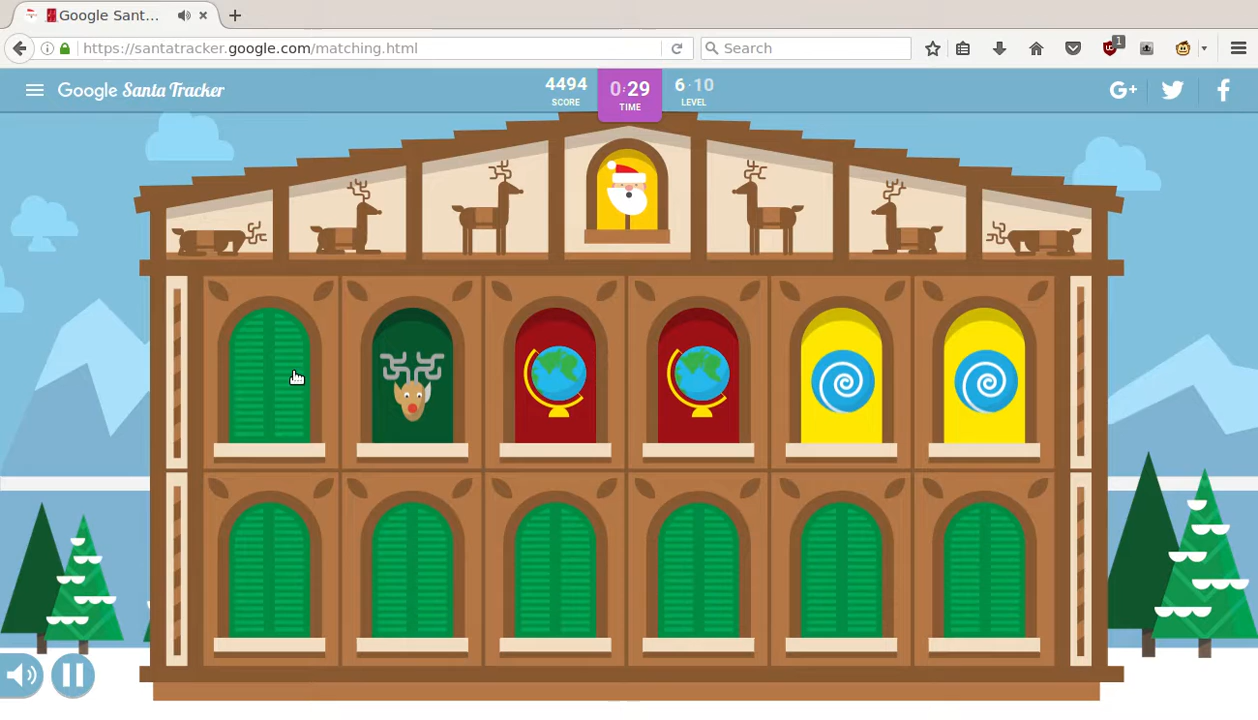 Google Sant...
https://santatracker.google.com/matching.html
Search
1
Google Santa Tracker
4494
SCORE
0:29
TIME
6·10
LEVEL
G+